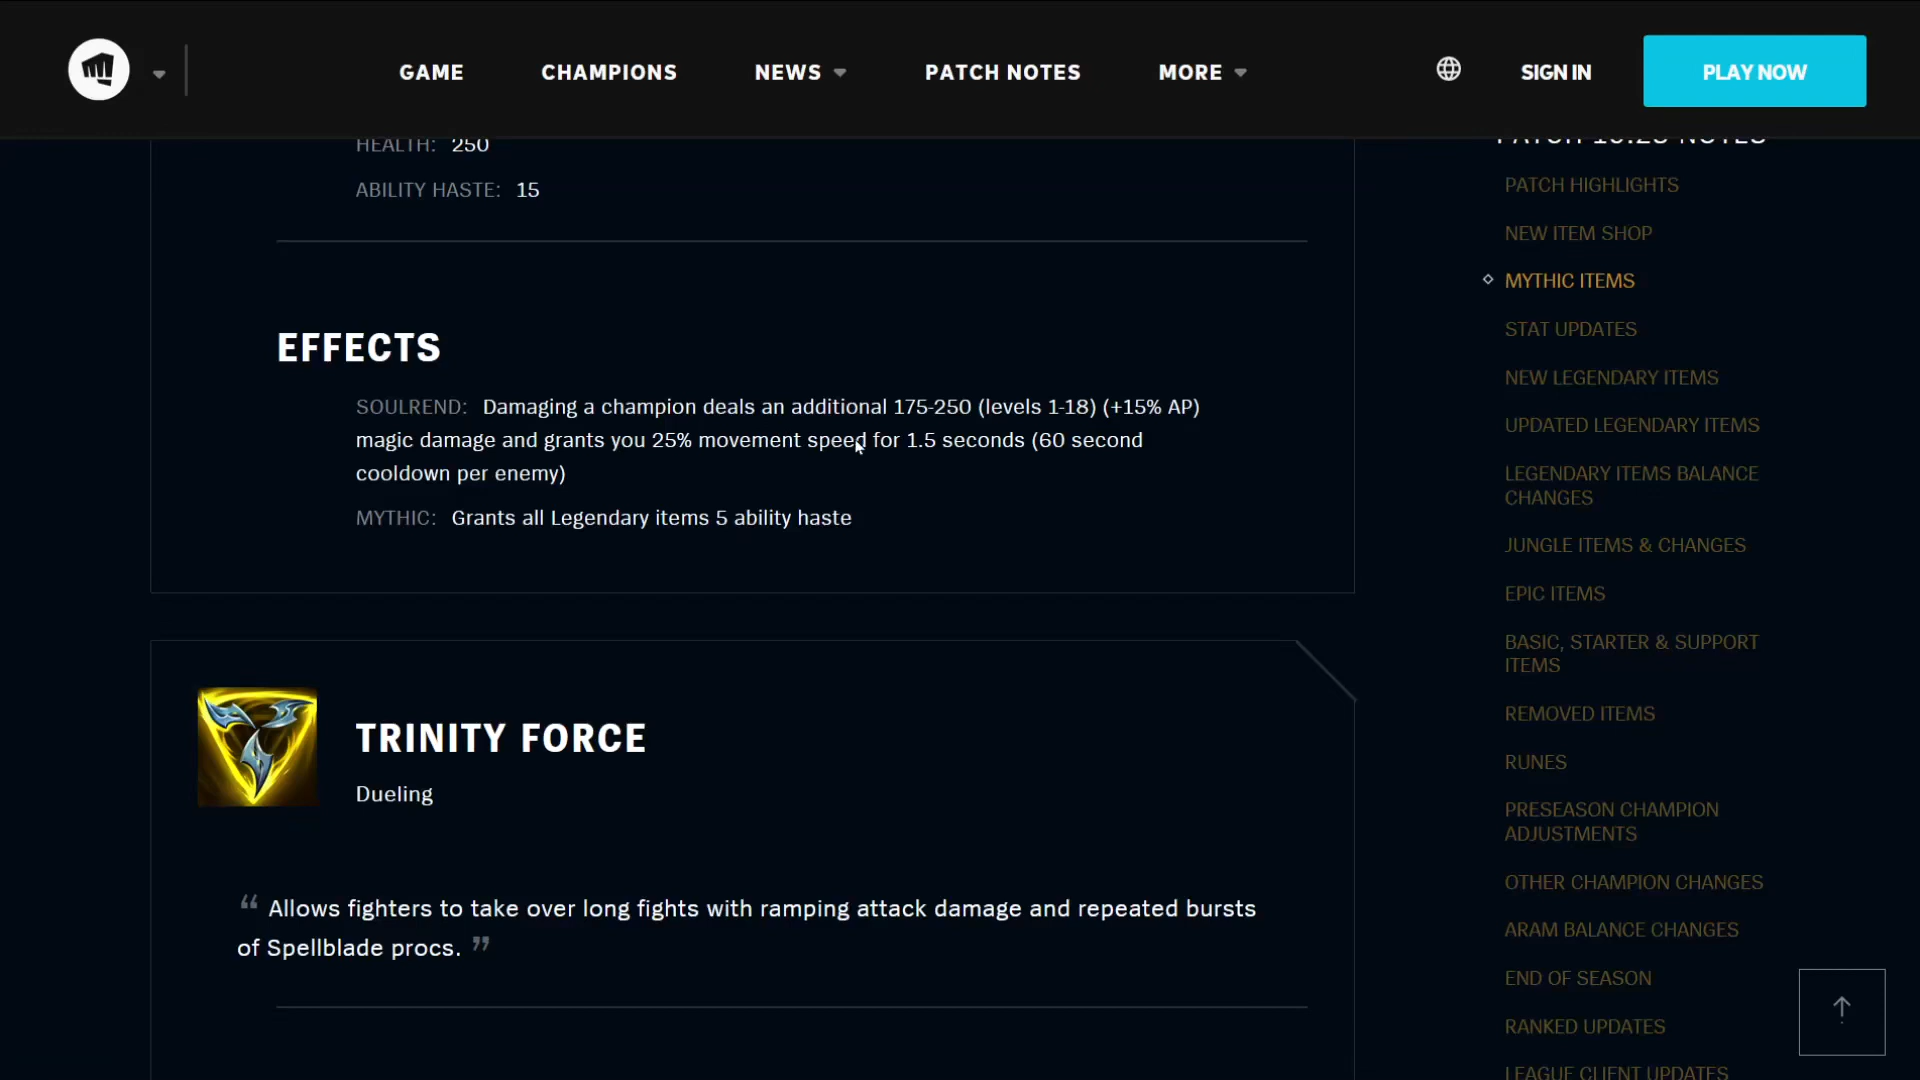 GAME
CHAMPIONS
NEWS
PATCH NOTES
MORE
SIGN IN
PLAY NOW
HEALTH: 250
ABILITY HASTE: 15
EFFECTS
SOULREND: Damaging a champion deals an additional 175-250 (levels 1-18) (+15% AP)
magic damage and grants you 25% movement speed for 1.5 seconds (60 second
cooldown per enemy)
MYTHIC: Grants all Legendary items 5 ability haste
TRINITY FORCE
Dueling
“ Allows fighters to take over long fights with ramping attack damage and repeated bursts
of Spellblade procs. ”
PATCH 10.23 NOTES
PATCH HIGHLIGHTS
NEW ITEM SHOP
MYTHIC ITEMS
STAT UPDATES
NEW LEGENDARY ITEMS
UPDATED LEGENDARY ITEMS
LEGENDARY ITEMS BALANCE
CHANGES
JUNGLE ITEMS & CHANGES
EPIC ITEMS
BASIC, STARTER & SUPPORT
ITEMS
REMOVED ITEMS
RUNES
PRESEASON CHAMPION
ADJUSTMENTS
OTHER CHAMPION CHANGES
ARAM BALANCE CHANGES
END OF SEASON
RANKED UPDATES
LEAGUE CLIENT UPDATES